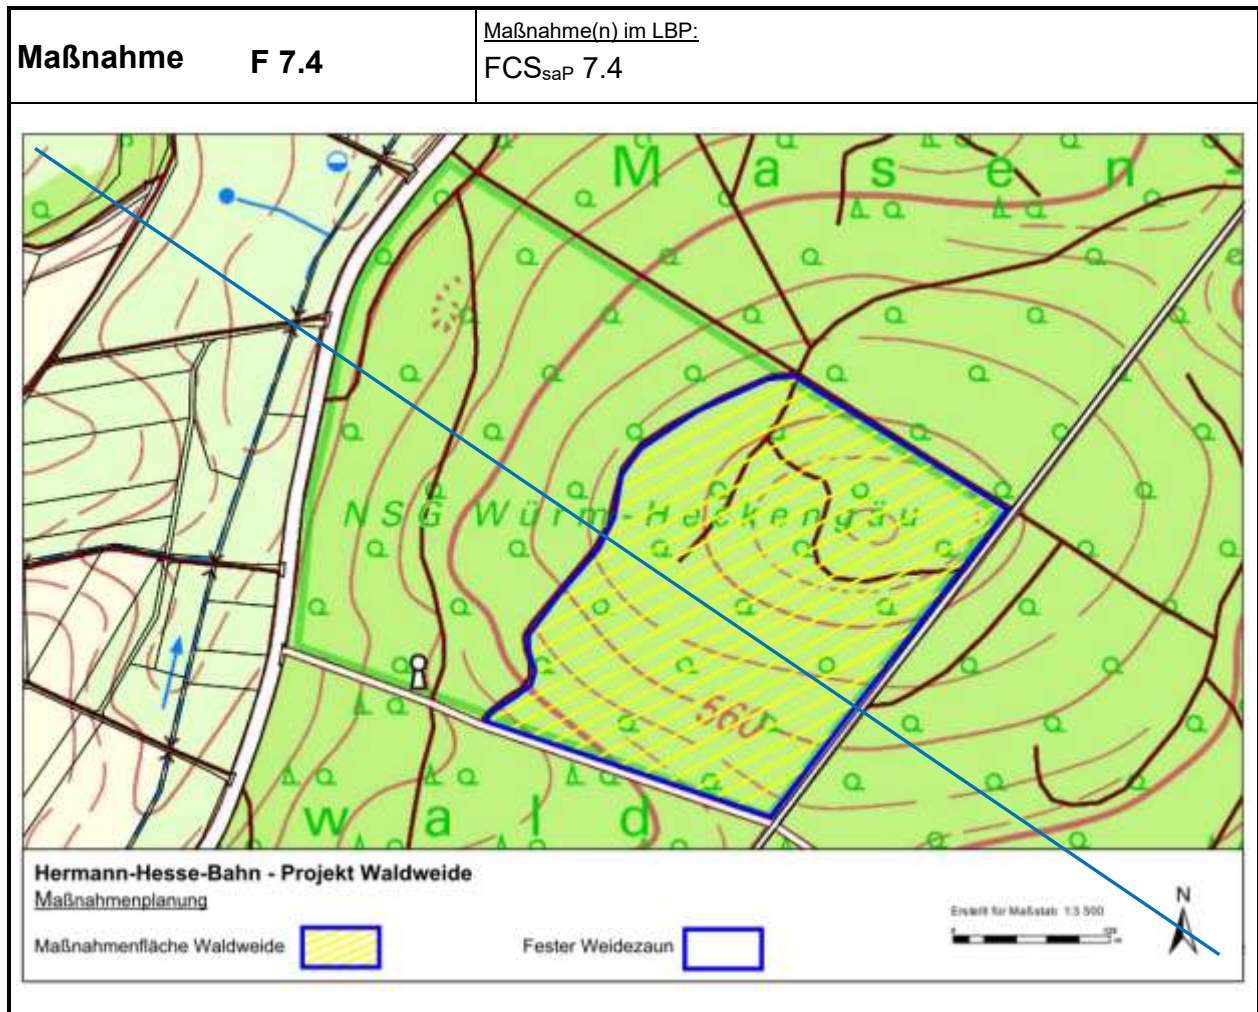 Maßnahme F 7.4
Maßnahme(n) im LBP:
FCSsaP 7.4
M a s e n -
NSG Würm-Heckengäu
560
w a l d
Hermann-Hesse-Bahn - Projekt Waldweide
Maßnahmenplanung
Maßnahmenfläche Waldweide
Fester Weidezaun
Erstellt für Maßstab 1:3 500
N